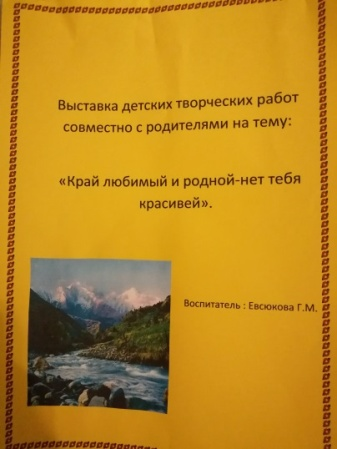 Выставка детских творческих работ
совместно с родителями на тему:
«Край любимый и родной-нет тебя
красивей».
Воспитатель : Евсюкова Г.М.